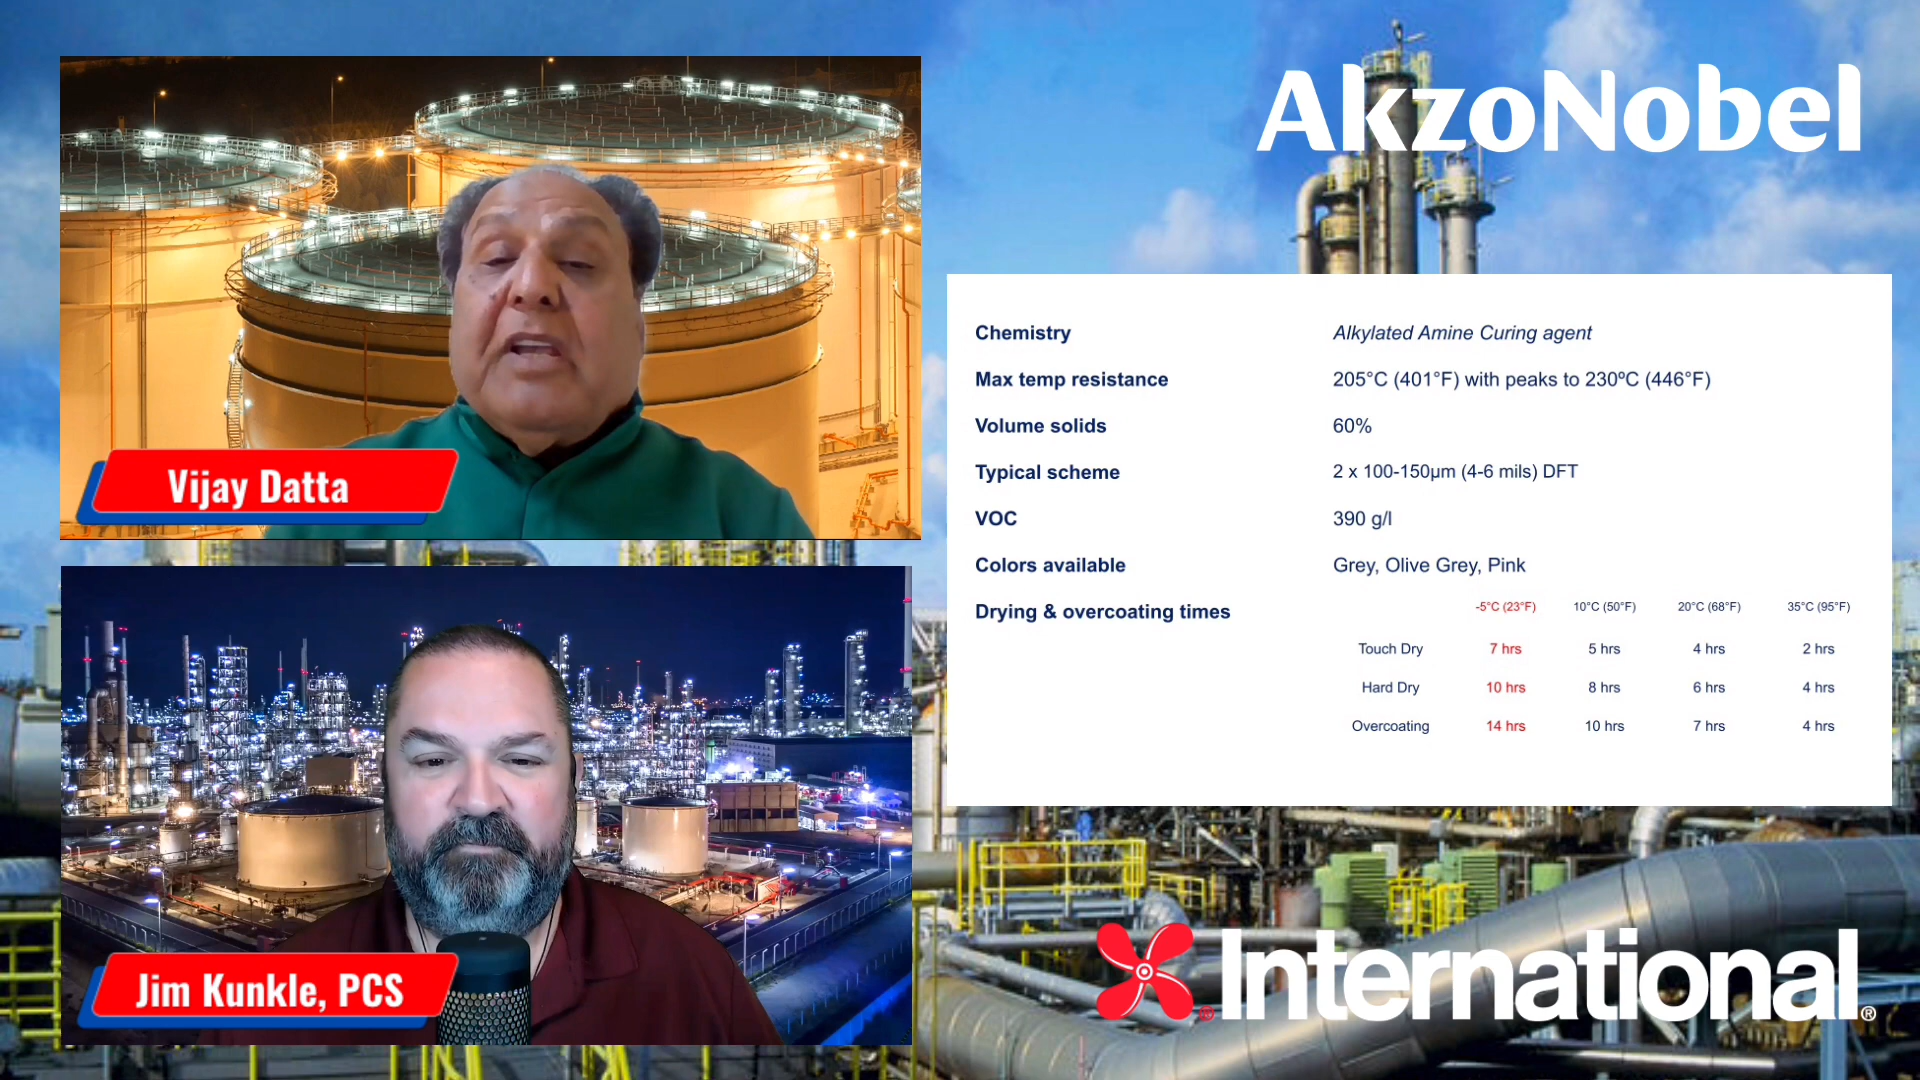 AkzoNobel
Vijay Datta
Jim Kunkle, PCS
Chemistry Alkylated Amine Curing agent
Max temp resistance 205°C (401°F) with peaks to 230ºC (446°F)
Volume solids 60%
Typical scheme 2 x 100-150µm (4-6 mils) DFT
VOC 390 g/l
Colors available Grey, Olive Grey, Pink
Drying & overcoating times -5°C (23°F) 10°C (50°F) 20°C (68°F) 35°C (95°F)
Touch Dry 7 hrs 5 hrs 4 hrs 2 hrs
Hard Dry 10 hrs 8 hrs 6 hrs 4 hrs
Overcoating 14 hrs 10 hrs 7 hrs 4 hrs
® International®